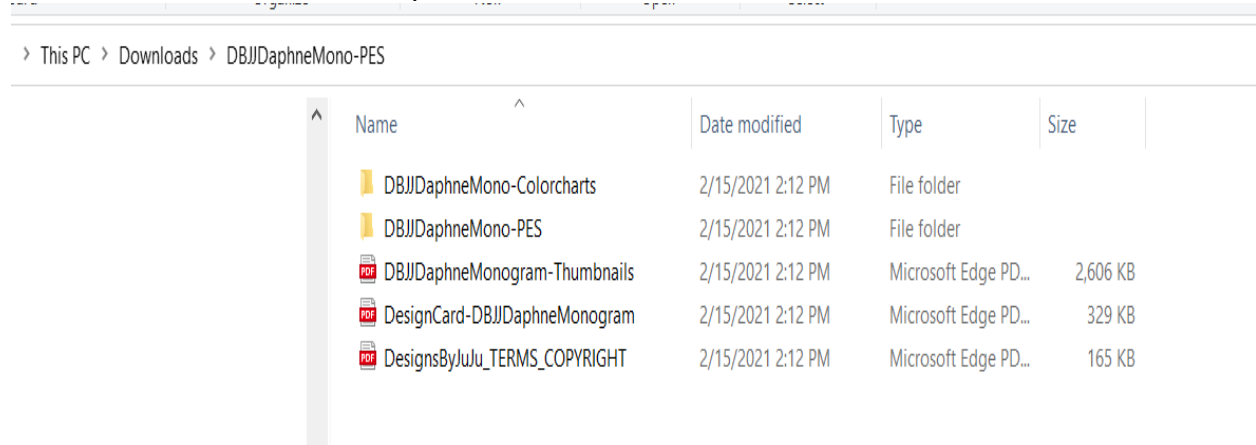 This PC > Downloads > DBJJDaphneMono-PES
Name Date modified Type Size
DBJJDaphneMono-Colorcharts 2/15/2021 2:12 PM File folder
DBJJDaphneMono-PES 2/15/2021 2:12 PM File folder
DBJJDaphneMonogram-Thumbnails 2/15/2021 2:12 PM Microsoft Edge PD... 2,606 KB
DesignCard-DBJJDaphneMonogram 2/15/2021 2:12 PM Microsoft Edge PD... 329 KB
DesignsByJuJu_TERMS_COPYRIGHT 2/15/2021 2:12 PM Microsoft Edge PD... 165 KB